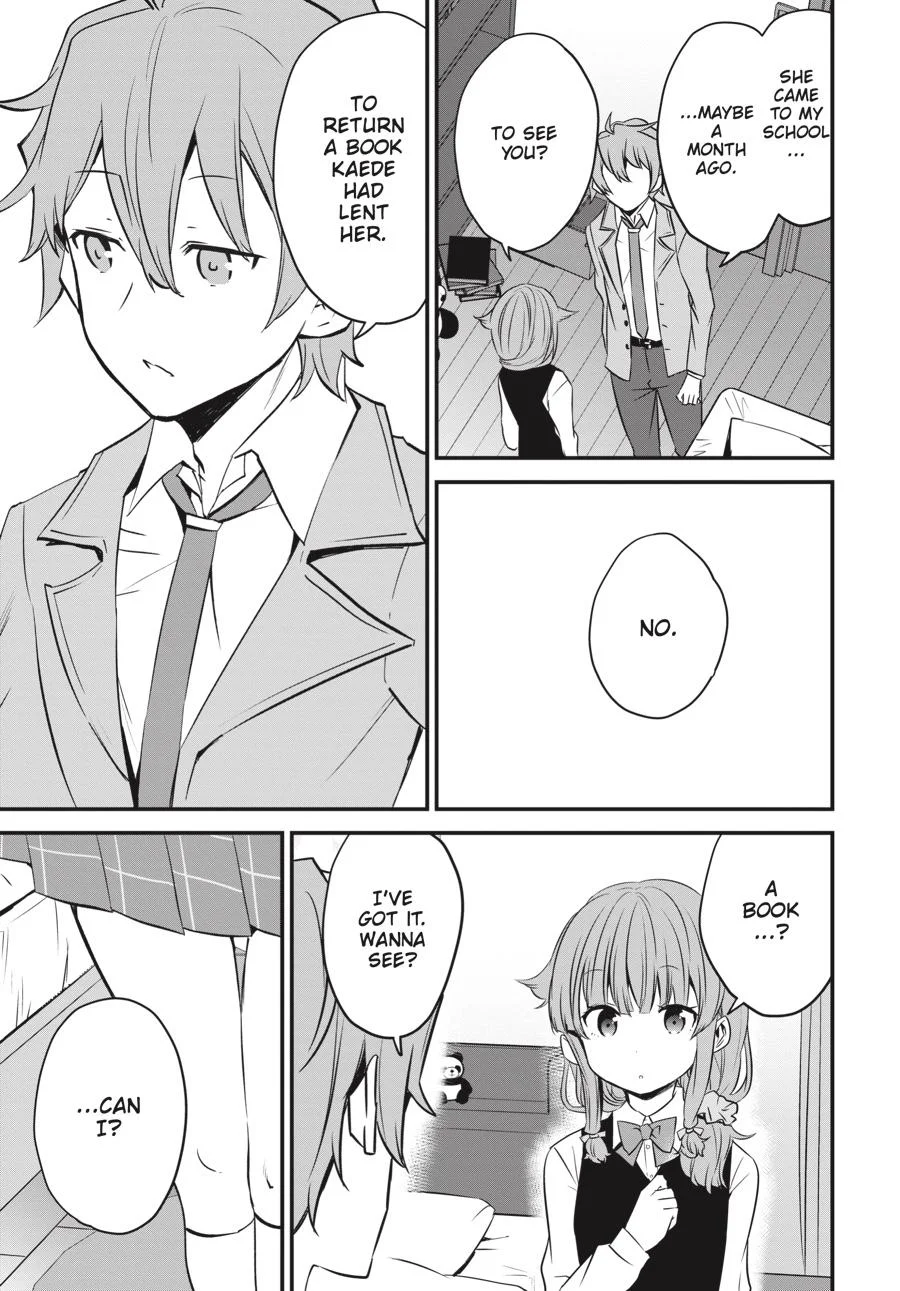 SHE
CAME
TO MY
SCHOOL
...
...MAYBE
A
MONTH
AGO.
TO SEE
YOU?
NO.
TO
RETURN
A BOOK
KAEDE
HAD
LENT
HER.
A
BOOK
...?
I'VE
GOT IT.
WANNA
SEE?
...CAN
I?